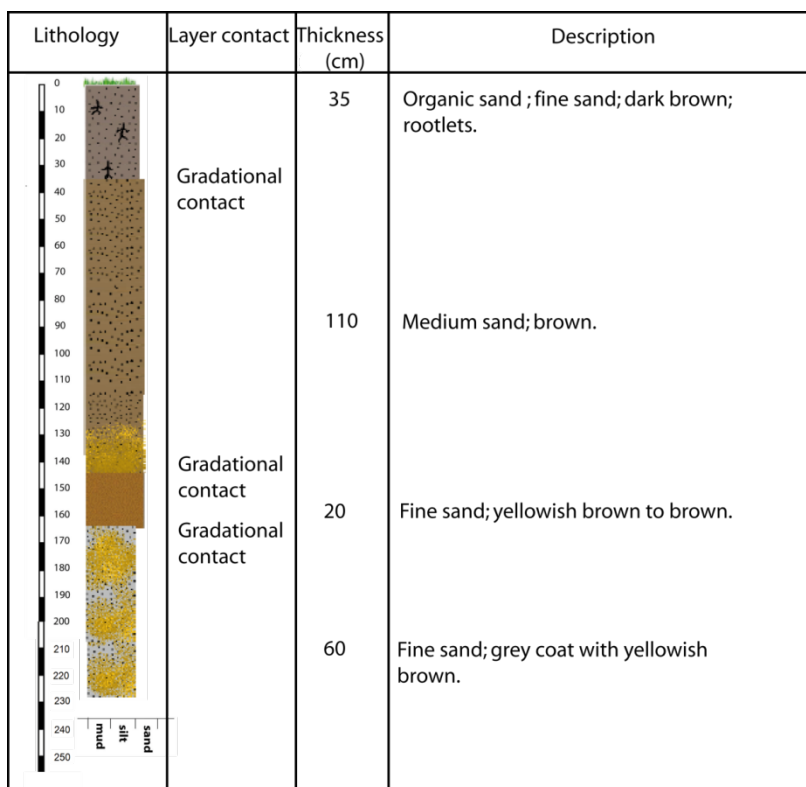 Lithology
Layer contact
Thickness
(cm)
Description
0
10
20
30
40
50
60
70
80
90
100
110
120
130
140
150
160
170
180
190
200
210
220
230
240
250
mud
silt
sand
Gradational
contact
Gradational
contact
Gradational
contact
35
Organic sand ; fine sand; dark brown;
rootlets.
110
Medium sand; brown.
20
Fine sand; yellowish brown to brown.
60
Fine sand; grey coat with yellowish
brown.